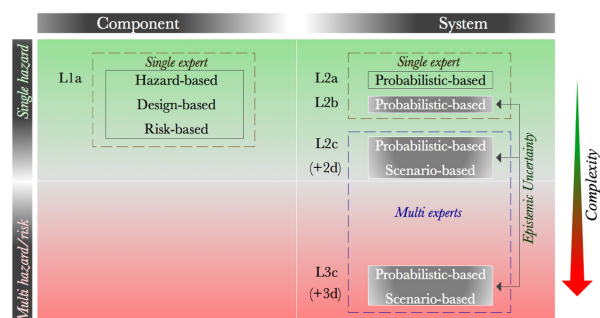 Component
System
Single hazard
Multi hazard/risk
L1a
Single expert
Hazard-based
Design-based
Risk-based
Single expert
L2a
Probabilistic-based
L2b
Probabilistic-based
L2c
(+2d)
Probabilistic-based
Scenario-based
Multi experts
L3c
(+3d)
Probabilistic-based
Scenario-based
Epistemic Uncertainty
Complexity